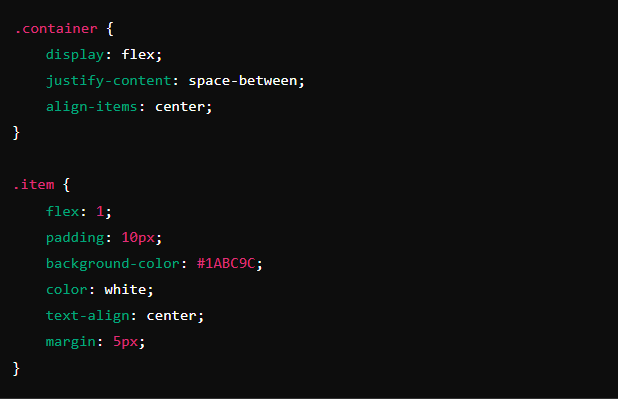 .container {
    display: flex;
    justify-content: space-between;
    align-items: center;
}

.item {
    flex: 1;
    padding: 10px;
    background-color: #1ABC9C;
    color: white;
    text-align: center;
    margin: 5px;
}